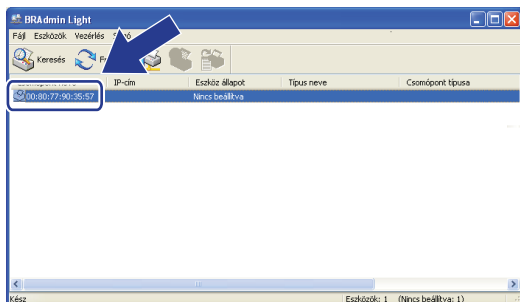 BRAdmin Light
Fájl Eszközök Vezérlés
Keresés
IP-cím Eszköz állapot Típus neve Csomópont típusa
00:80:77:90:35:57 Nincs beállítva
Kész Eszközök: 1 (Nincs beállítva: 1)